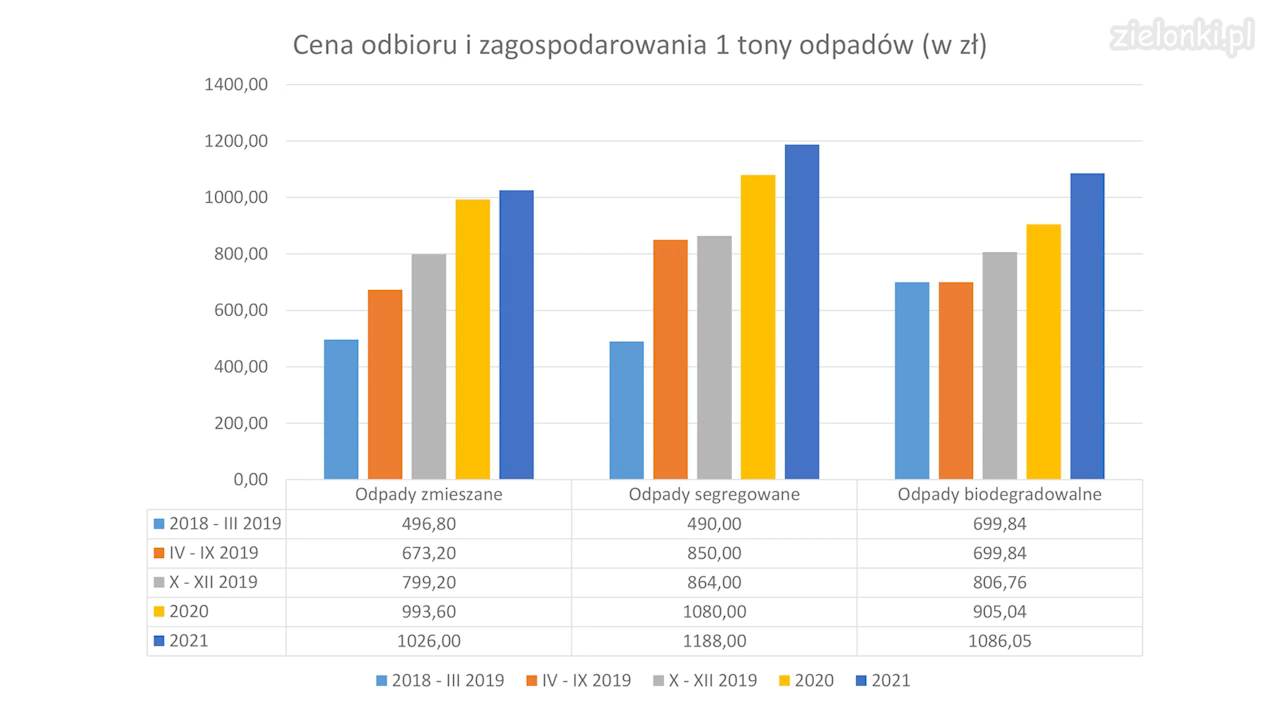 zielonki.pl
Cena odbioru i zagospodarowania 1 tony odpadów (w zł)
1400,00
1200,00
1000,00
800,00
600,00
400,00
200,00
0,00
Odpady zmieszane Odpady segregowane Odpady biodegradowalne
2018 - III 2019 496,80 490,00 699,84
IV - IX 2019 673,20 850,00 699,84
X - XII 2019 799,20 864,00 806,76
2020 993,60 1080,00 905,04
2021 1026,00 1188,00 1086,05
2018 - III 2019 IV - IX 2019 X - XII 2019 2020 2021